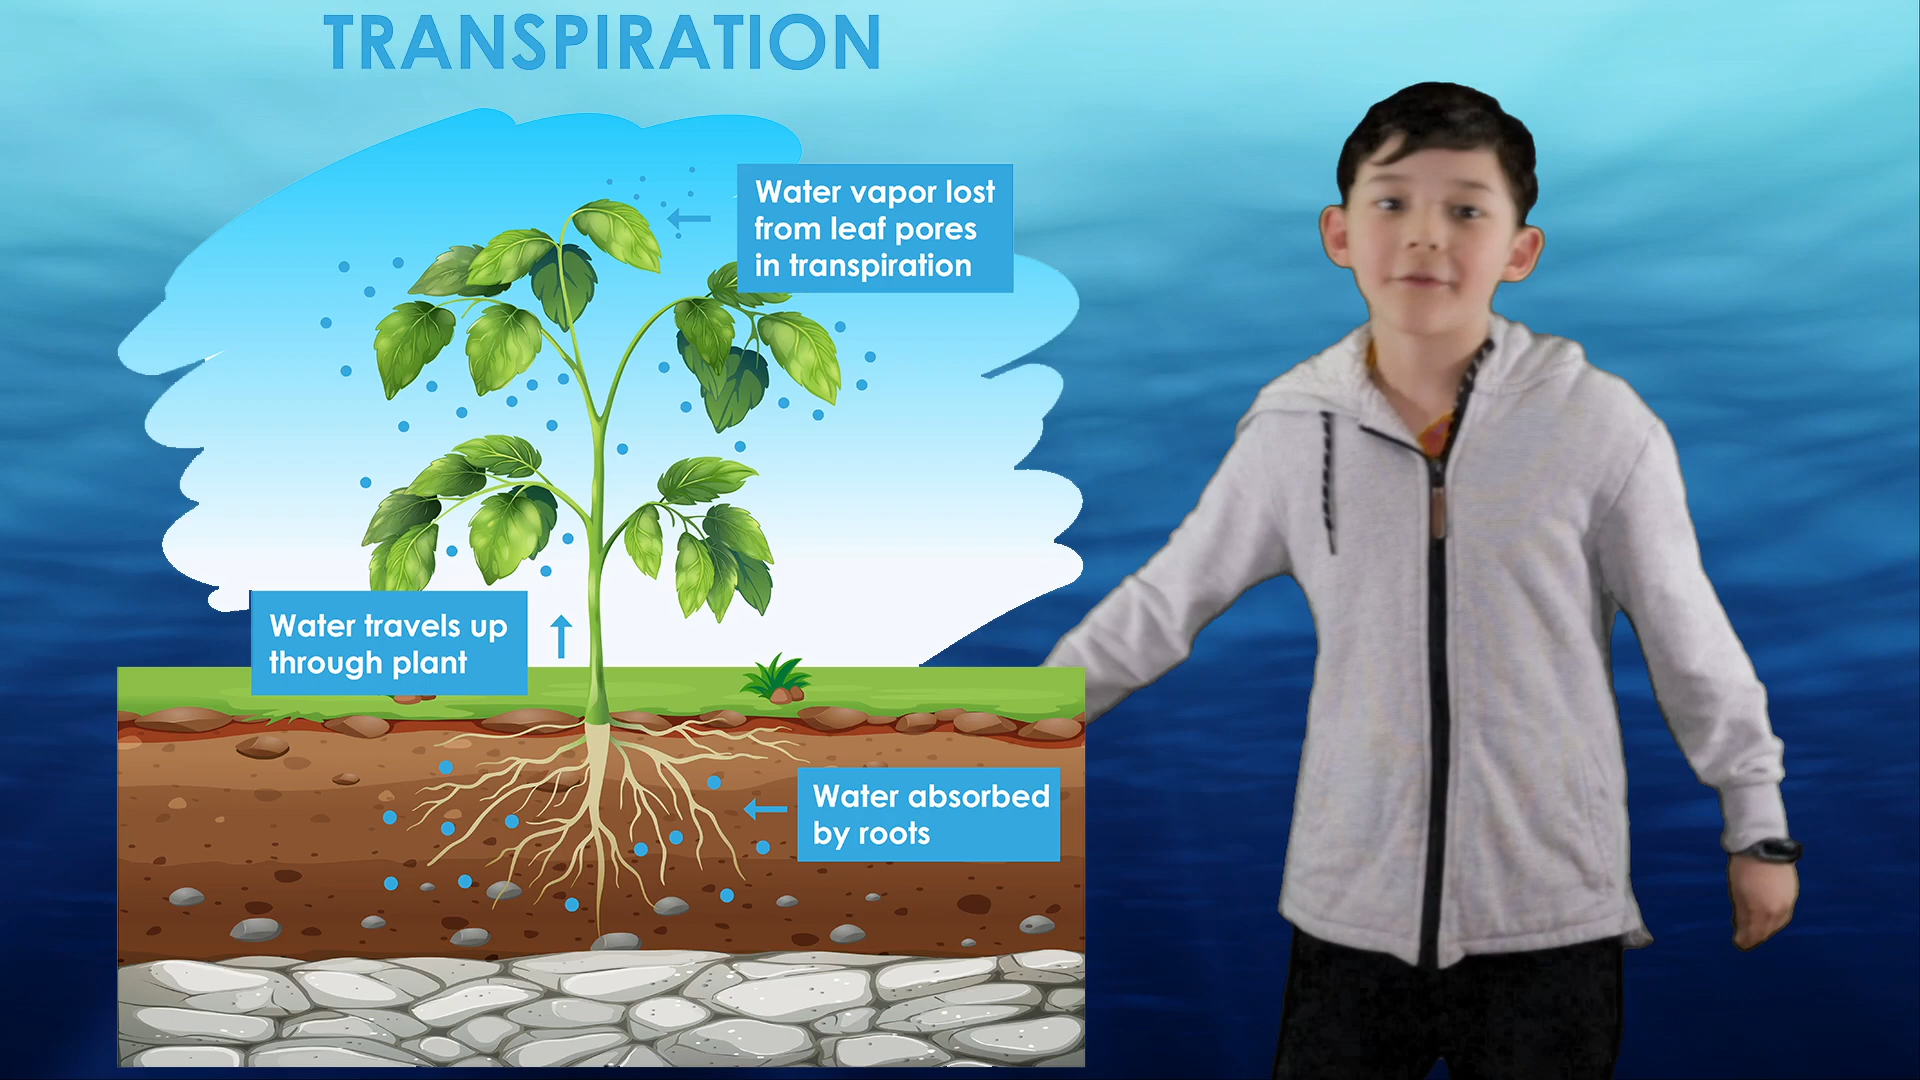 TRANSPIRATION
Water vapor lost
from leaf pores
in transpiration
Water travels up
through plant
Water absorbed
by roots